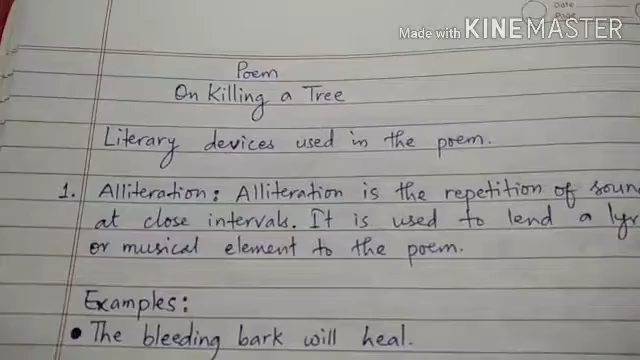 Date
Made with KINEMASTER
Poem
On Killing a Tree
Literary devices used in the poem.
1. Alliteration: Alliteration is the repetition of soun
at close intervals. It is used to lend a lyr
or musical element to the poem.
Examples:
• The bleeding bark will heal.